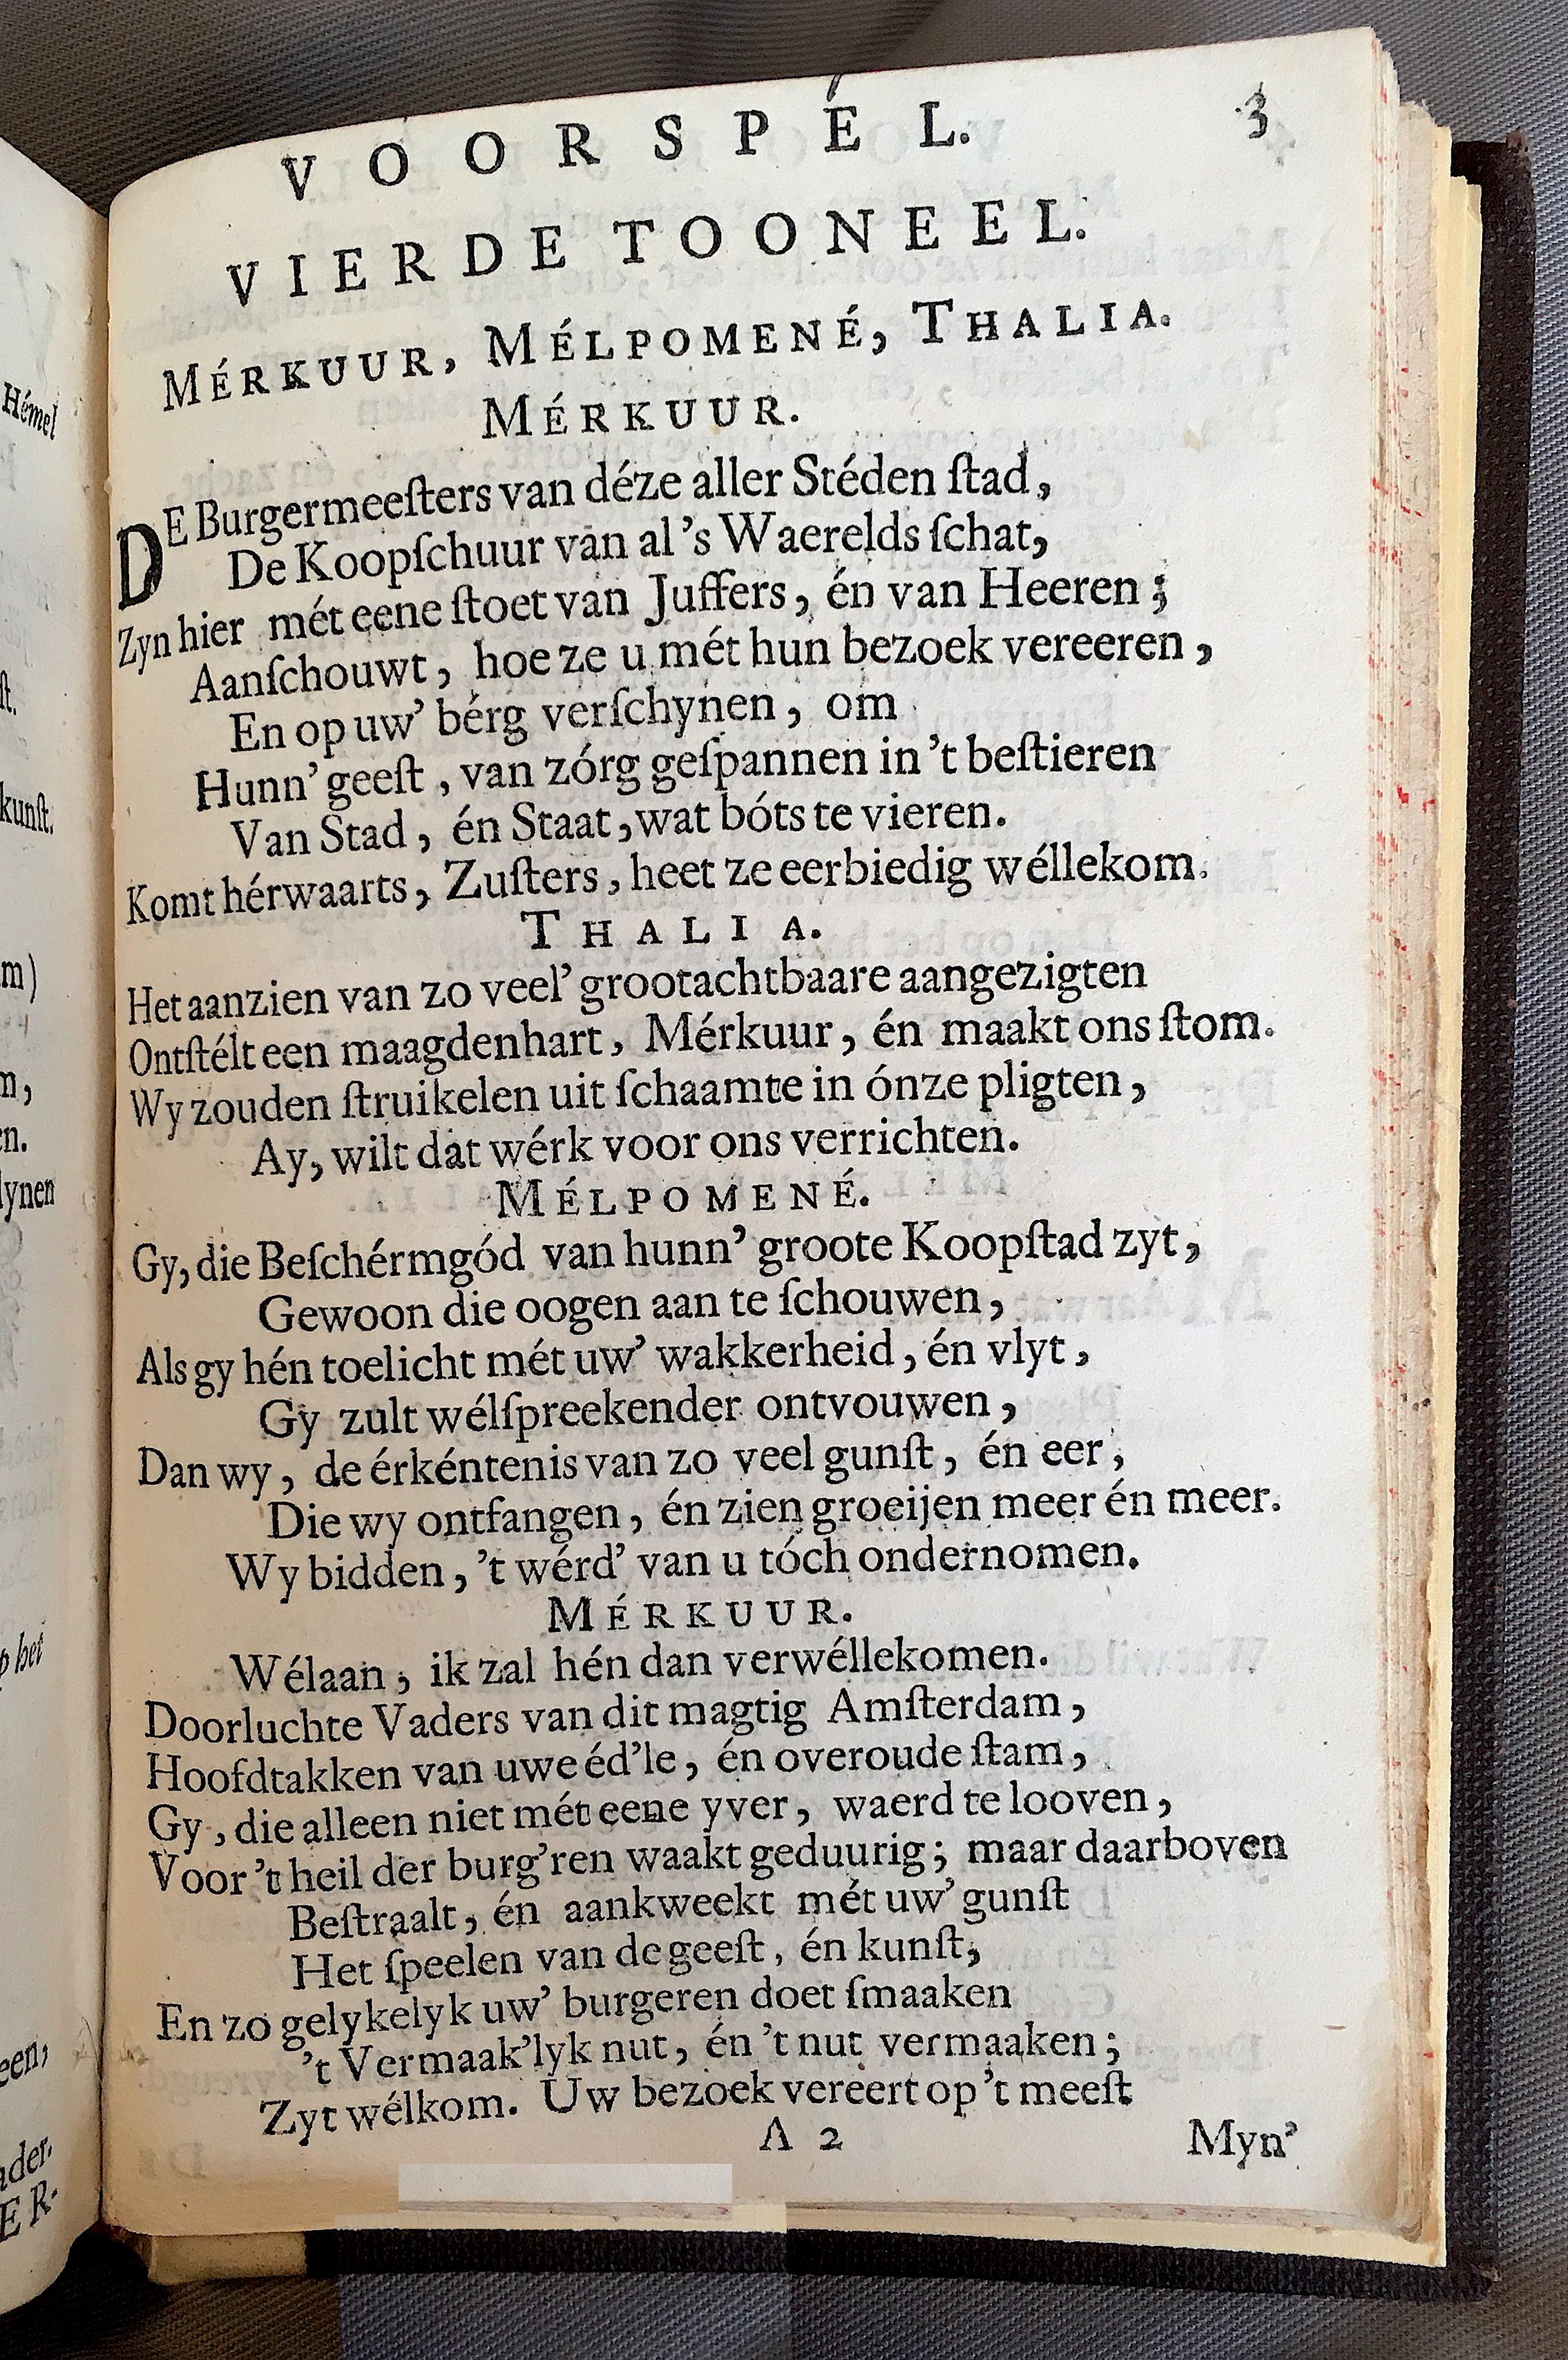 VOORSPÉL. 3
VIERDE TOONEEL.
MÉRKUUR, MÉLPOMENÉ, THALIA.
MÉRKUUR.
DE Burgermeeſters van déze aller Stéden ſtad,
De Koopſchuur van al 's Waerelds ſchat,
Zyn hier mét eene ſtoet van Juffers, én van Heeren;
Aanſchouwt, hoe ze u mét hun bezoek vereeren,
En op uw' bérg verſchynen, om
Hunn' geeſt, van zórg geſpannen in 't beſtieren
Van Stad, én Staat, wat bóts te vieren.
Komt hérwaarts, Zuſters, heet ze eerbiedig wéllekom.
THALIA.
Het aanzien van zo veel' grootachtbaare aangezigten
Ontſtélt een maagdenhart, Mérkuur, én maakt ons ſtom.
Wy zouden ſtruikelen uit ſchaamte in ónze pligten,
Ay, wilt dat wérk voor ons verrichten.
MÉLPOMENÉ.
Gy, die Beſchérmgód van hunn' groote Koopſtad zyt,
Gewoon die oogen aan te ſchouwen,
Als gy hén toelicht mét uw' wakkerheid, én vlyt,
Gy zult wélſpreekender ontvouwen,
Dan wy, de érkéntenis van zo veel gunſt, én eer,
Die wy ontfangen, én zien groeijen meer én meer.
Wy bidden, 't wérd' van u tóch ondernomen.
MÉRKUUR.
Wélaan, ik zal hén dan verwéllekomen.
Doorluchte Vaders van dit magtig Amſterdam,
Hoofdtakken van uwe éd'le, én overoude ſtam,
Gy, die alleen niet mét eene yver, waerd te looven,
Voor 't heil der burg'ren waakt geduurig; maar daarboven
Beſtraalt, én aankweekt mét uw' gunſt
Het ſpeelen van de geeſt, én kunſt,
En zo gelykelyk uw' burgeren doet ſmaaken
't Vermaak'lyk nut, én 't nut vermaaken;
Zyt wélkom. Uw bezoek vereert op 't meeſt
A 2 Myn'
Hémel
kunſt.
m)
m,
lynen
het
een,
ader.
ER-